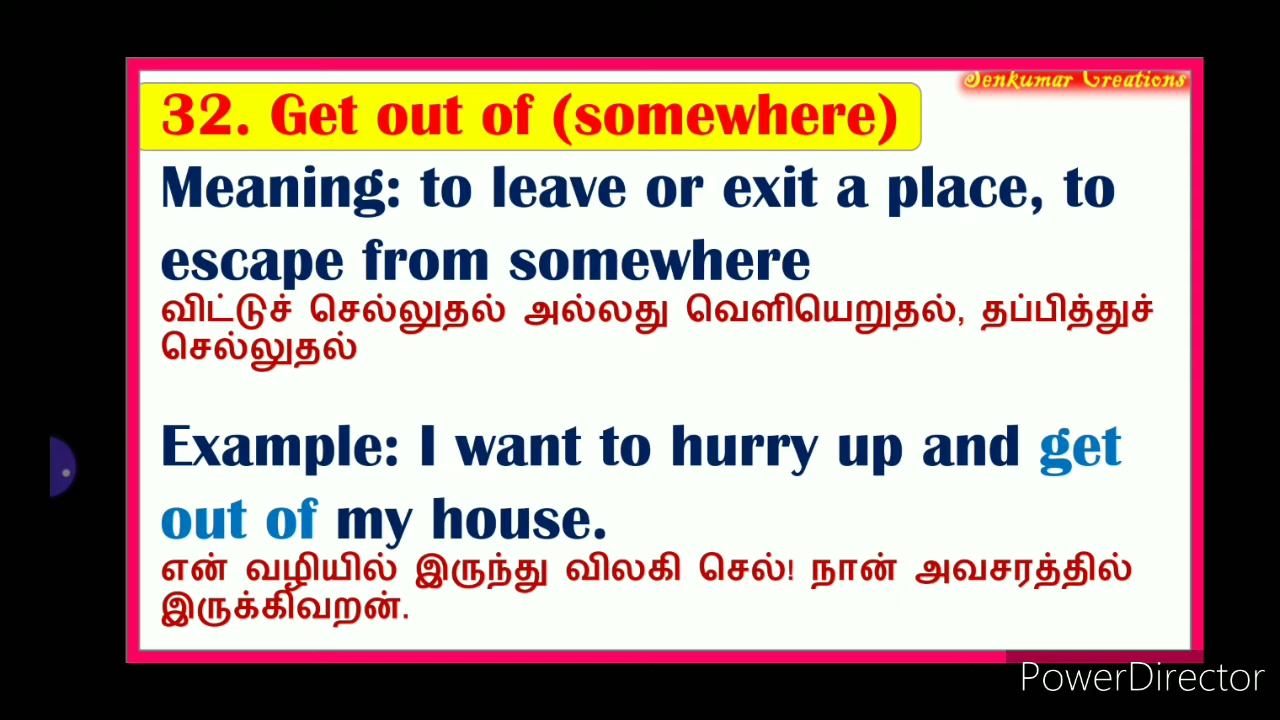 Senkumar Creations
32. Get out of (somewhere)
Meaning: to leave or exit a place, to
escape from somewhere
விட்டுச் செல்லுதல் அல்லது வெளியெறுதல், தப்பித்துச்
செல்லுதல்
Example: I want to hurry up and get
out of my house.
என் வழியில் இருந்து விலகி செல்! நான் அவசரத்தில்
இருக்கிவறன்.
PowerDirector